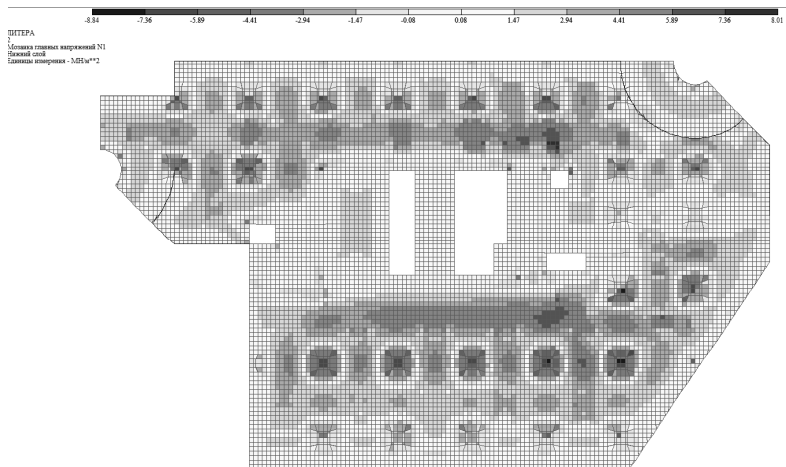 -8.84 -7.36 -5.89 -4.41 -2.94 -1.47 -0.08 0.08 1.47 2.94 4.41 5.89 7.36 8.01
ЛИТЕРА
2
Мозаика главных напряжений N1
Нижний слой
Единицы измерения - МН/м**2